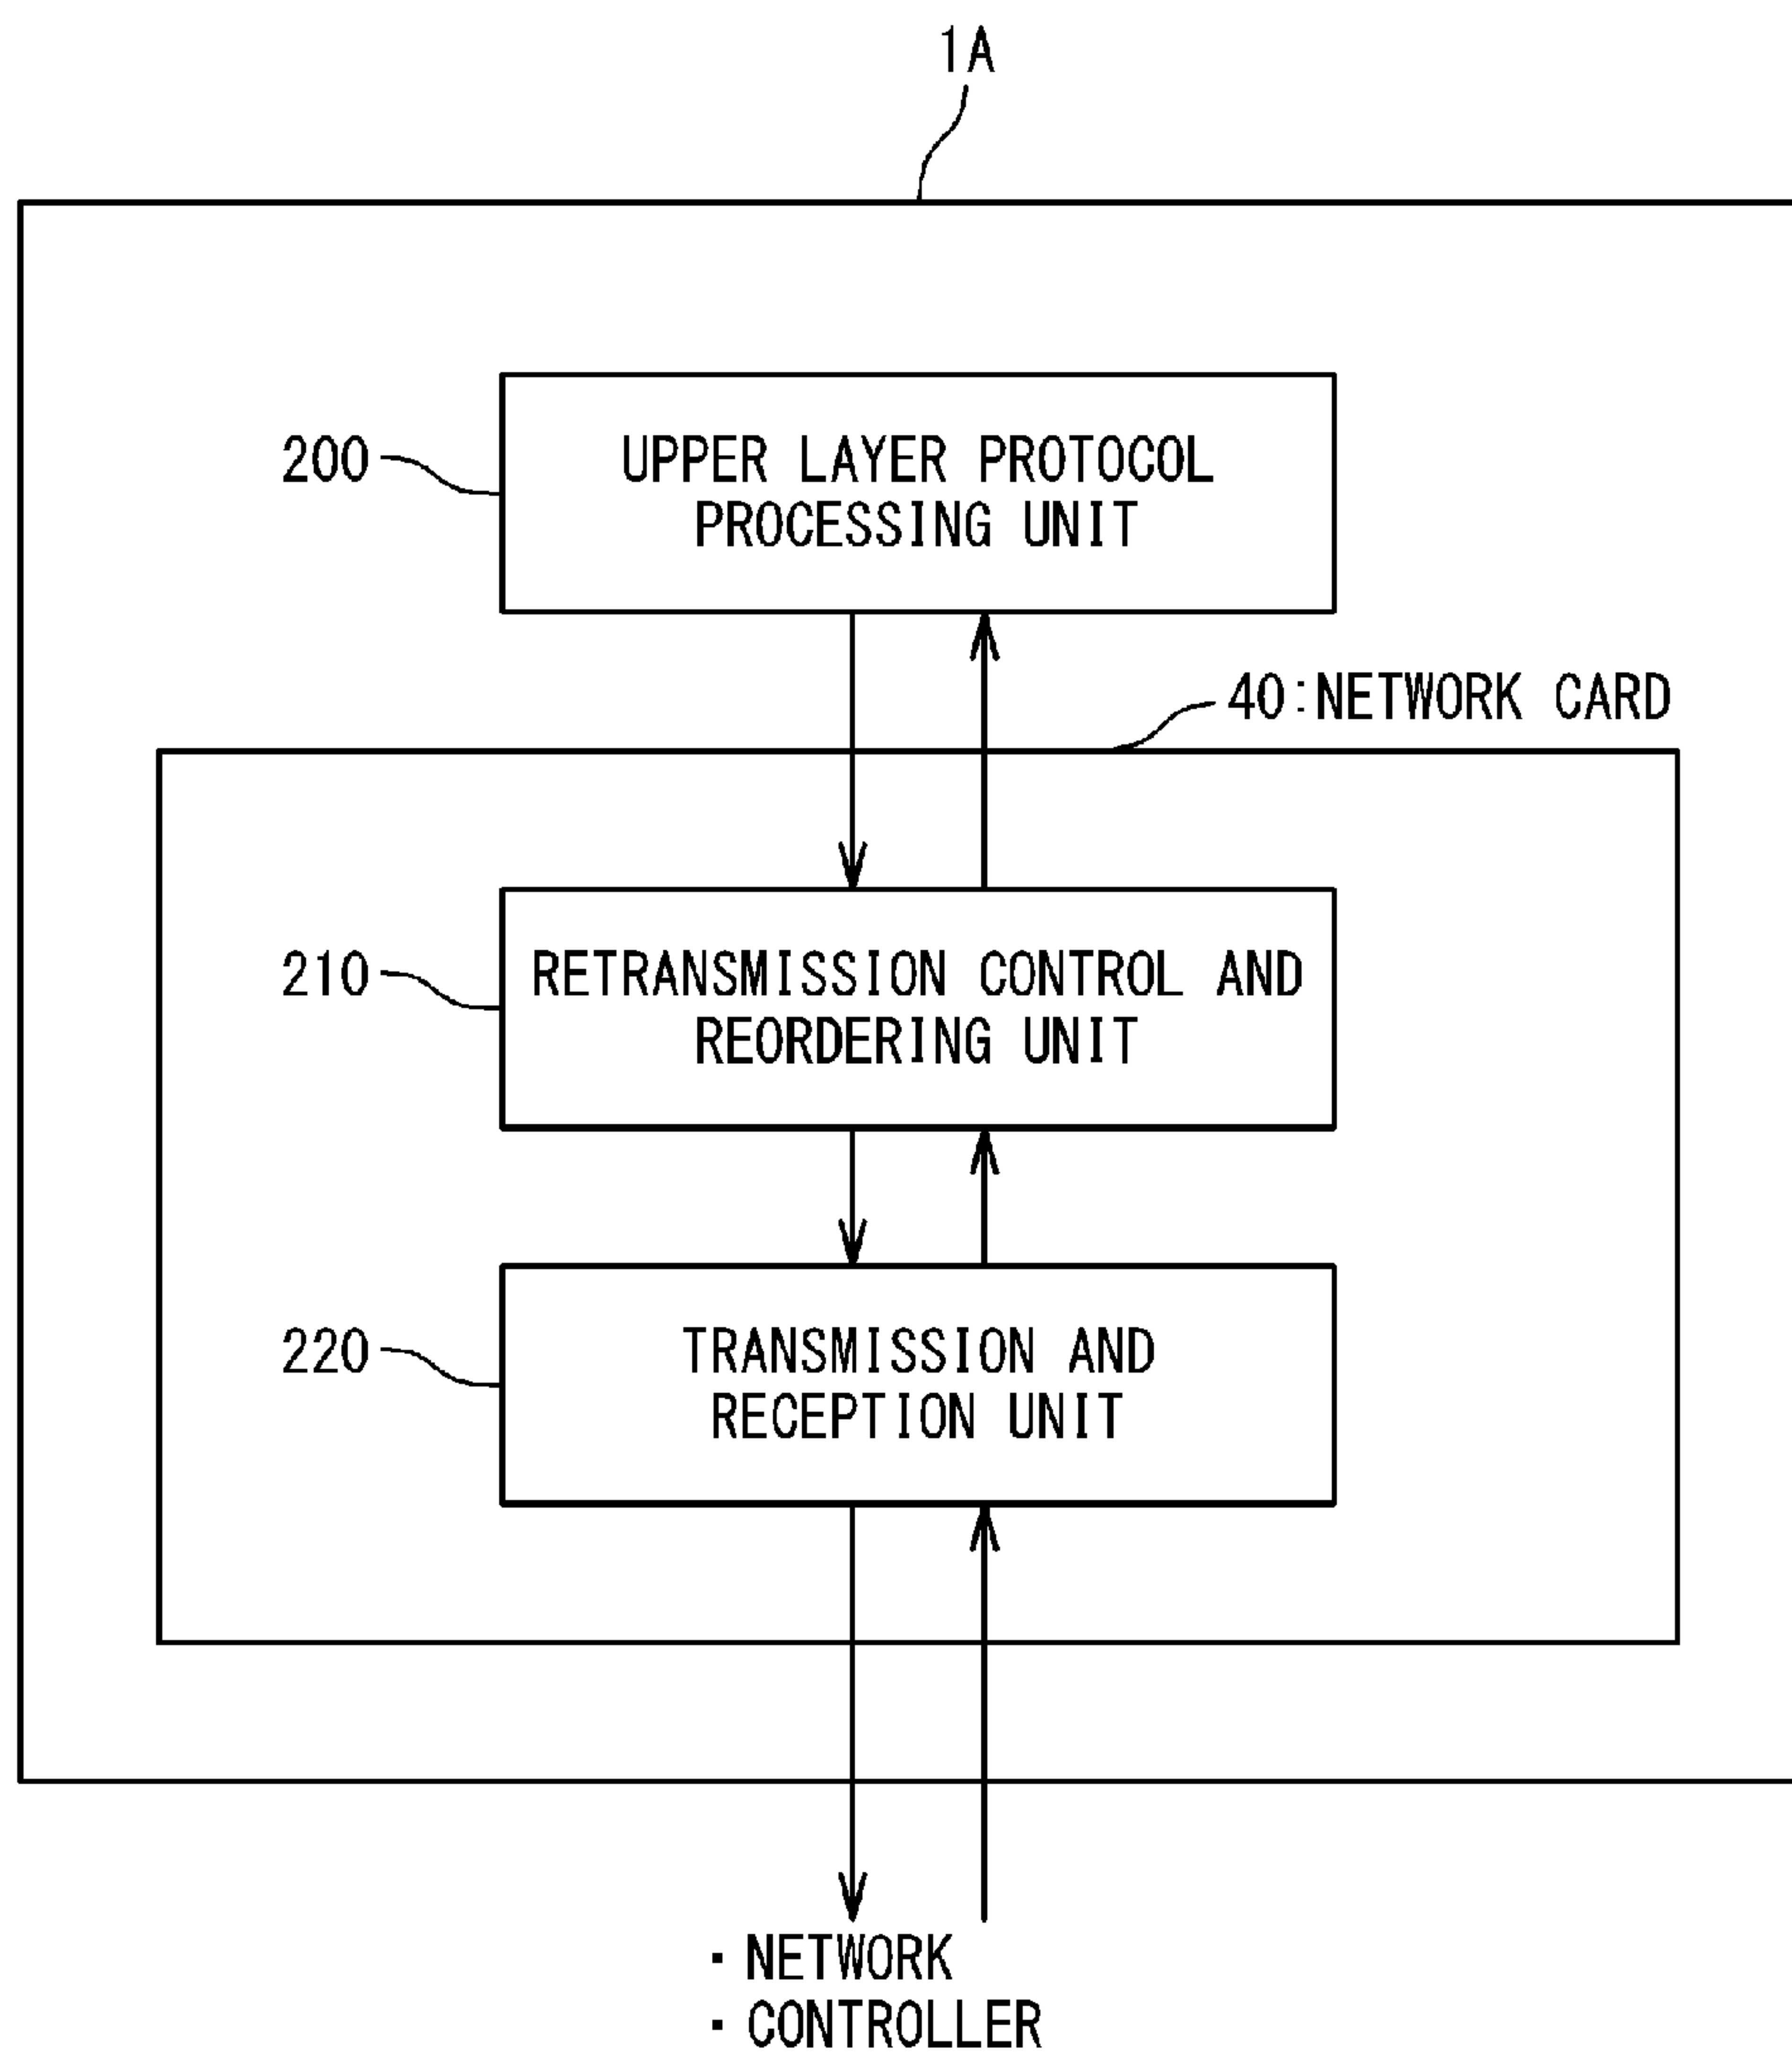 1A
200
UPPER LAYER PROTOCOL
PROCESSING UNIT
40:NETWORK CARD
210
RETRANSMISSION CONTROL AND
REORDERING UNIT
220
TRANSMISSION AND
RECEPTION UNIT
・NETWORK
・CONTROLLER